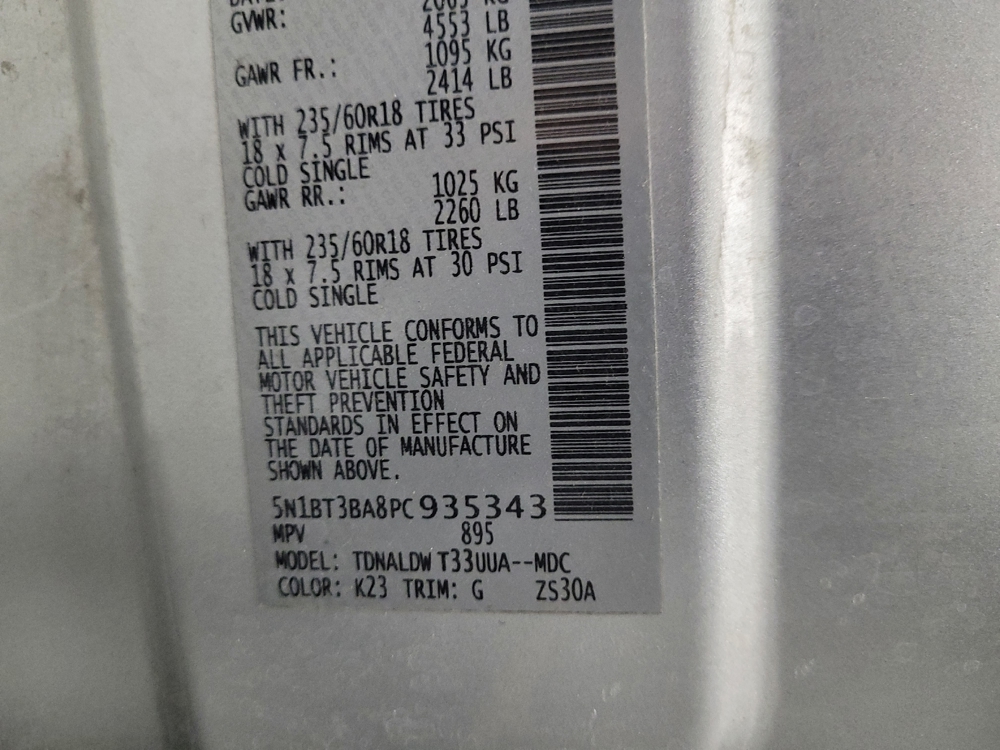 GVWR: 4553 LB
1095 KG
GAWR FR.: 2414 LB
WITH 235/60R18 TIRES
18 x 7.5 RIMS AT 33 PSI
COLD SINGLE
GAWR RR.: 1025 KG
2260 LB
WITH 235/60R18 TIRES
18 x 7.5 RIMS AT 30 PSI
COLD SINGLE
THIS VEHICLE CONFORMS TO
ALL APPLICABLE FEDERAL
MOTOR VEHICLE SAFETY AND
THEFT PREVENTION
STANDARDS IN EFFECT ON
THE DATE OF MANUFACTURE
SHOWN ABOVE.
5N1BT3BA8PC935343
MPV 895
MODEL: TDNALDW T33UUA--MDC
COLOR: K23 TRIM: G ZS30A